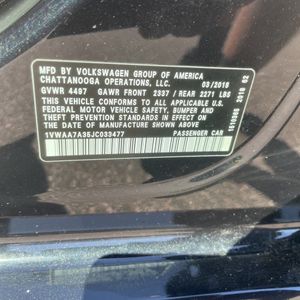 MFD. BY VOLKSWAGEN GROUP OF AMERICA
CHATTANOOGA OPERATIONS, LLC. 03/2018
GVWR 4497 GAWR FRONT 2337 / REAR 2271 LBS
THIS VEHICLE CONFORMS TO ALL APPLICABLE U.S.
FEDERAL MOTOR VEHICLE SAFETY, BUMPER AND
THEFT PREVENTION STANDARDS IN EFFECT ON THE
DATE OF MANUFACTURE SHOWN ABOVE.
1VWAA7A35JC033477 PASSENGER CAR